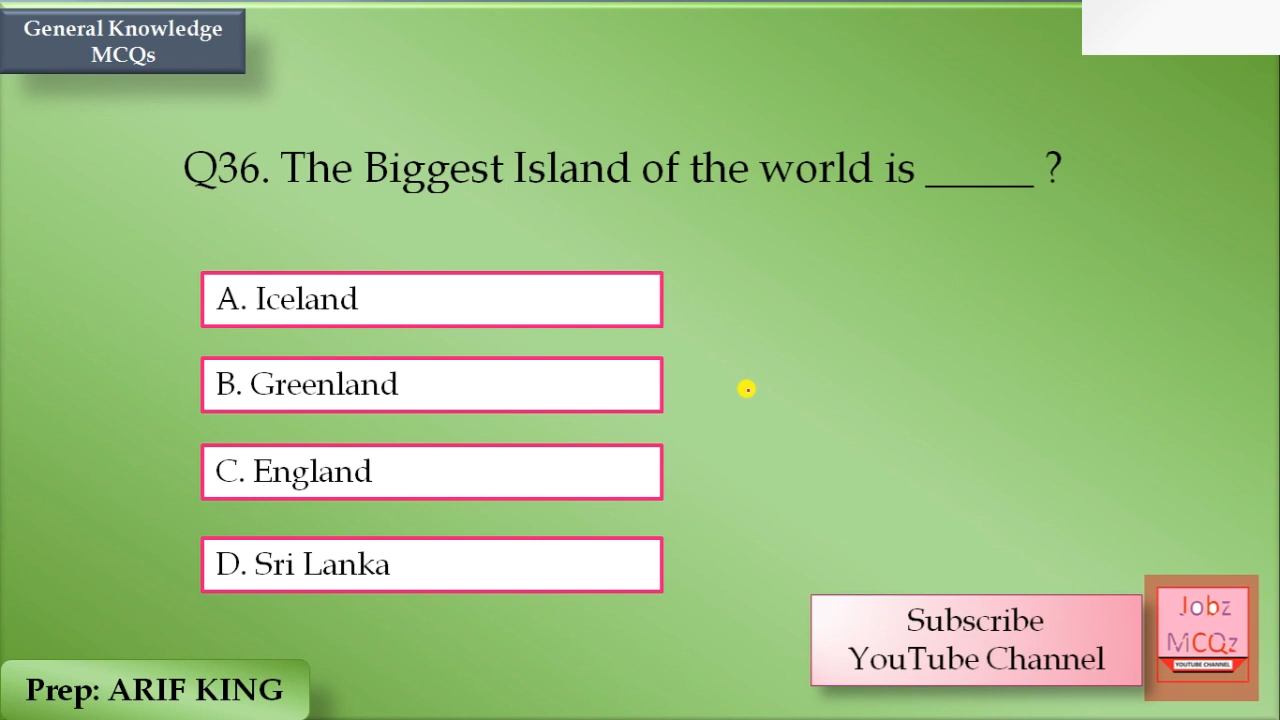 General Knowledge
MCQs
Q36. The Biggest Island of the world is _____ ?
A. Iceland
B. Greenland
C. England
D. Sri Lanka
Subscribe
YouTube Channel
Jobz
MCQz
YOUTUBE CHANNEL
Prep: ARIF KING